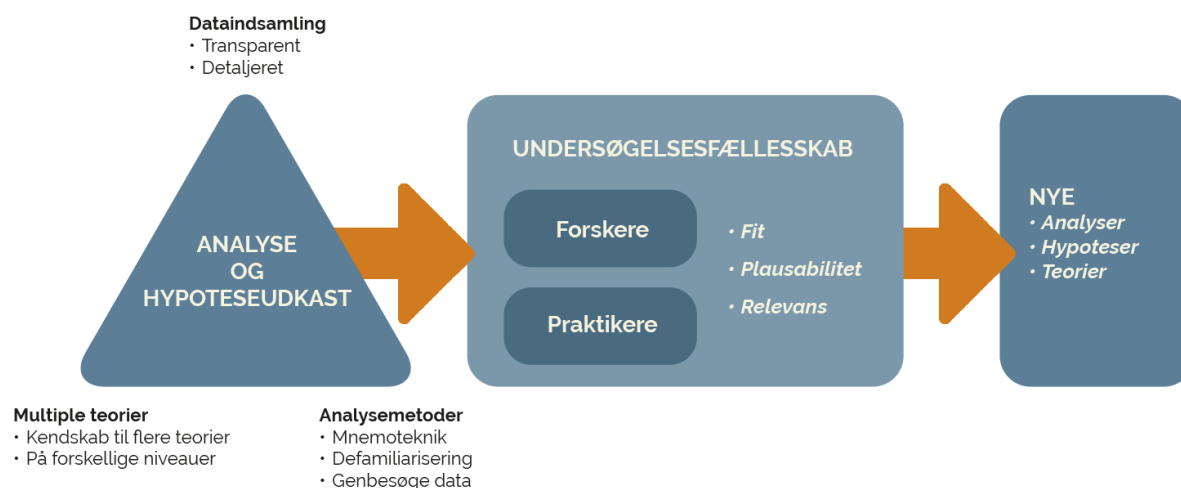 Dataindsamling
• Transparent
• Detaljeret
ANALYSE
OG
HYPOTESEUDKAST
Multiple teorier
• Kendskab til flere teorier
• På forskellige niveauer
Analysemetoder
• Mnemoteknik
• Defamiliarisering
• Genbesøge data
UNDERSØGELSESFÆLLESSKAB
Forskere
Praktikere
• Fit
• Plausabilitet
• Relevans
NYE
• Analyser
• Hypoteser
• Teorier